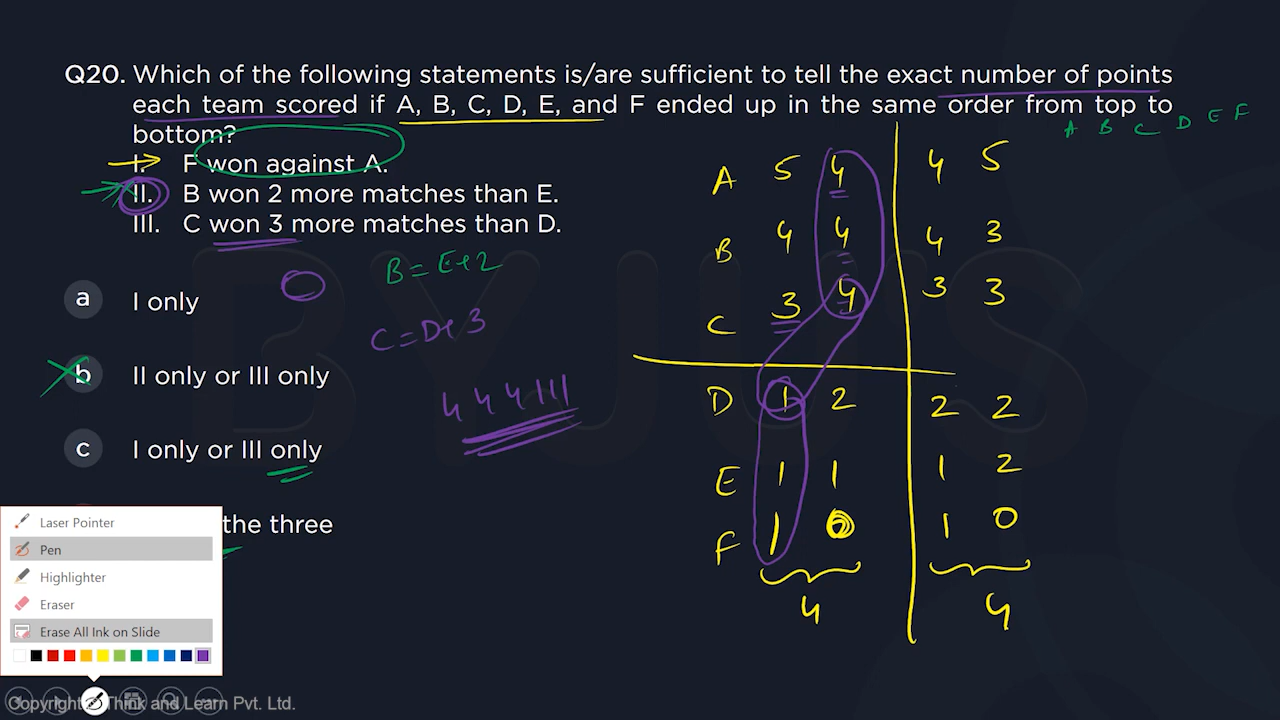 Q20. Which of the following statements is/are sufficient to tell the exact number of points
each team scored if A, B, C, D, E, and F ended up in the same order from top to
bottom?
A B C D E F
I. F won against A.
II. B won 2 more matches than E.
III. C won 3 more matches than D.
B = E+2
C = D+3
4 4 4 1 1 1
a I only
b II only or III only
c I only or III only
the three
A 5 4 4 5
B 4 4 4 3
C 3 4 3 3
D 1 2 2 2
E 1 1 1 2
F 1 0 1 0
4 4
Laser Pointer
Pen
Highlighter
Eraser
Erase All Ink on Slide
BYJU'S
Copyright © Think and Learn Pvt. Ltd.